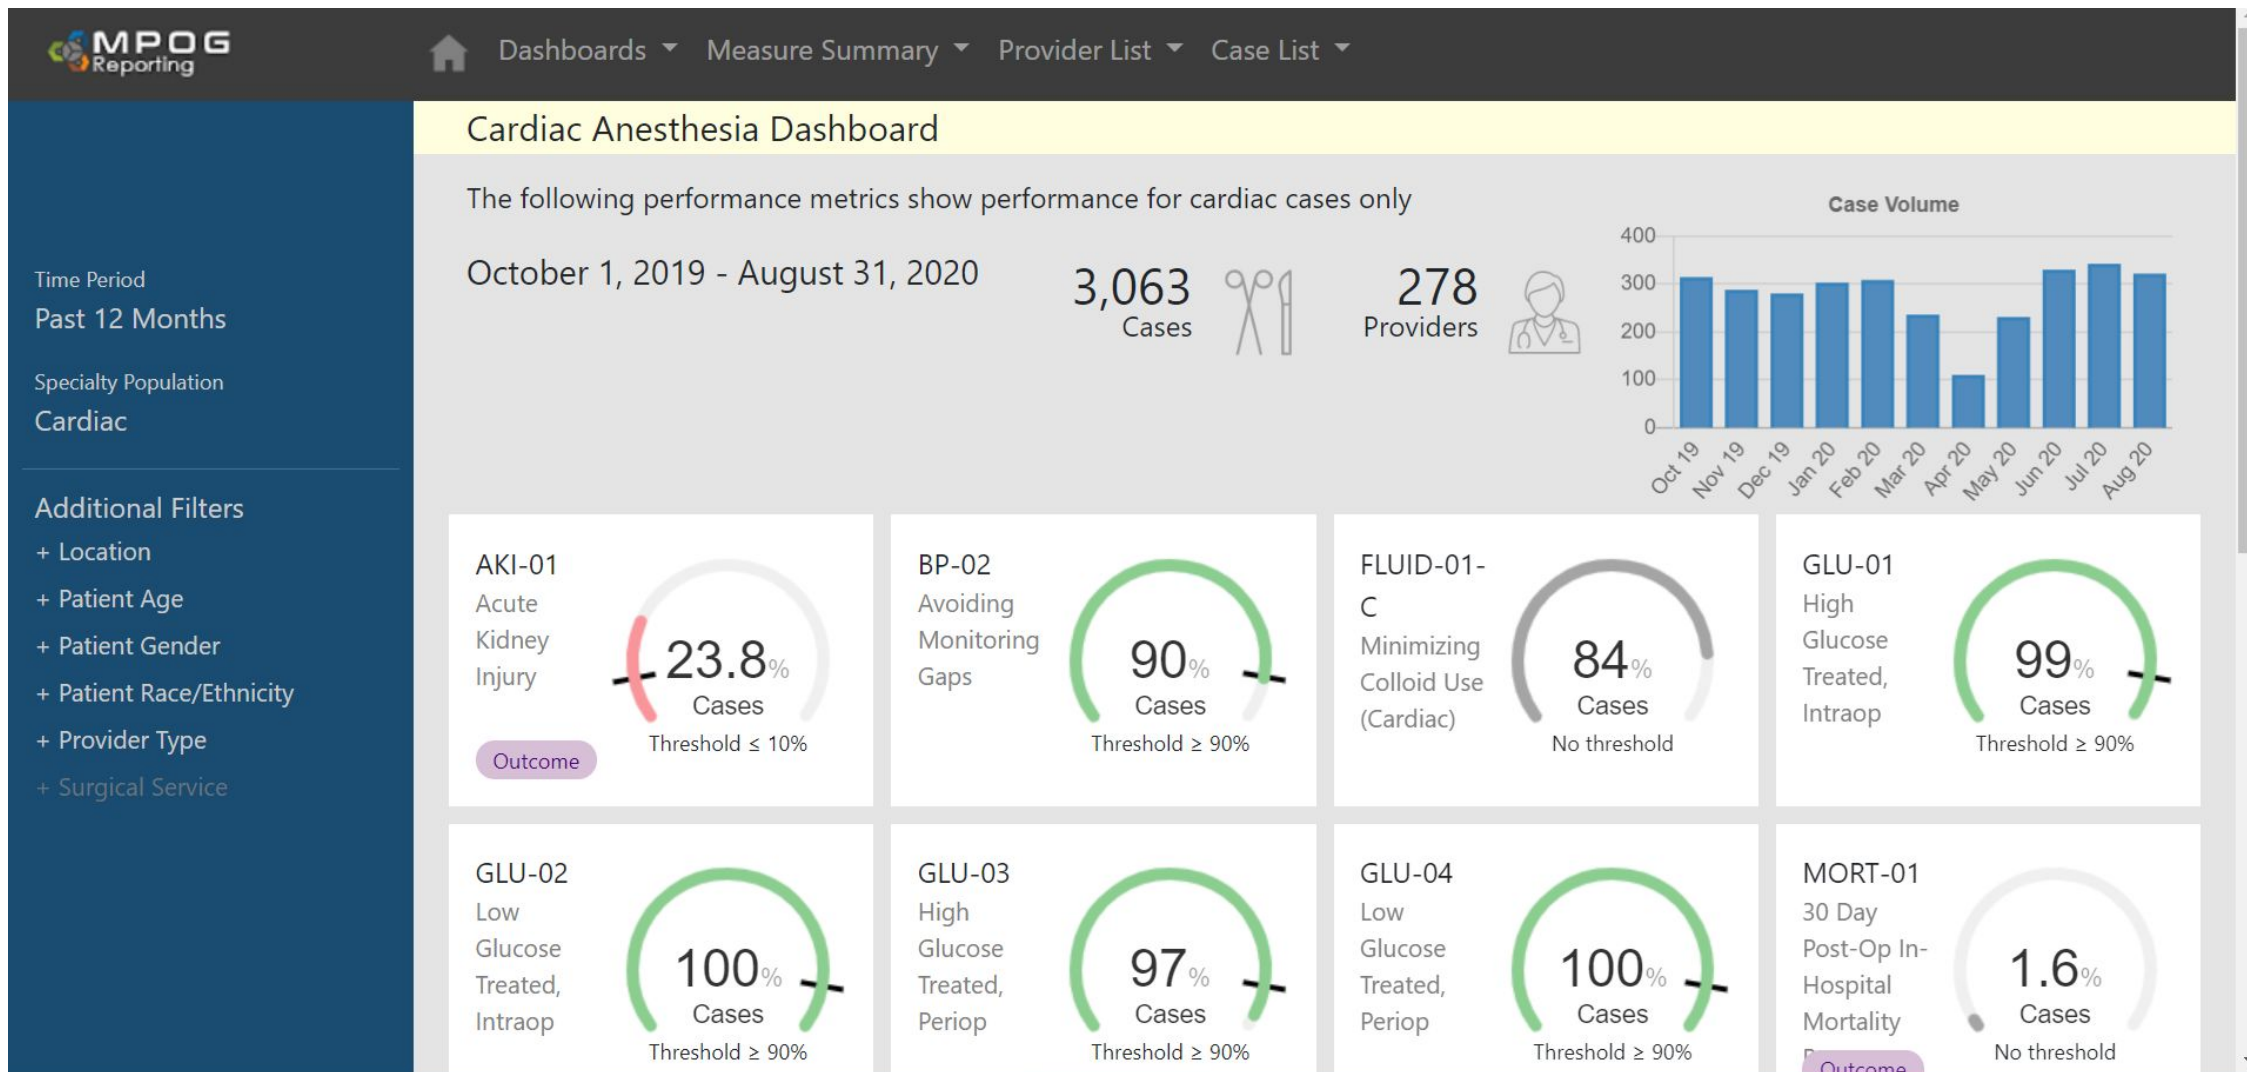 MPOG
Reporting
Dashboards
Measure Summary
Provider List
Case List
Time Period
Past 12 Months
Specialty Population
Cardiac
Additional Filters
+ Location
+ Patient Age
+ Patient Gender
+ Patient Race/Ethnicity
+ Provider Type
+ Surgical Service
Cardiac Anesthesia Dashboard
The following performance metrics show performance for cardiac cases only
October 1, 2019 - August 31, 2020
3,063
Cases
278
Providers
Case Volume
400
300
200
100
0
Oct 19
Nov 19
Dec 19
Jan 20
Feb 20
Mar 20
Apr 20
May 20
Jun 20
Jul 20
Aug 20
AKI-01
Acute
Kidney
Injury
Outcome
23.8%
Cases
Threshold ≤ 10%
BP-02
Avoiding
Monitoring
Gaps
90%
Cases
Threshold ≥ 90%
FLUID-01-
C
Minimizing
Colloid Use
(Cardiac)
84%
Cases
No threshold
GLU-01
High
Glucose
Treated,
Intraop
99%
Cases
Threshold ≥ 90%
GLU-02
Low
Glucose
Treated,
Intraop
100%
Cases
Threshold ≥ 90%
GLU-03
High
Glucose
Treated,
Periop
97%
Cases
Threshold ≥ 90%
GLU-04
Low
Glucose
Treated,
Periop
100%
Cases
Threshold ≥ 90%
MORT-01
30 Day
Post-Op In-
Hospital
Mortality
Outcome
1.6%
Cases
No threshold